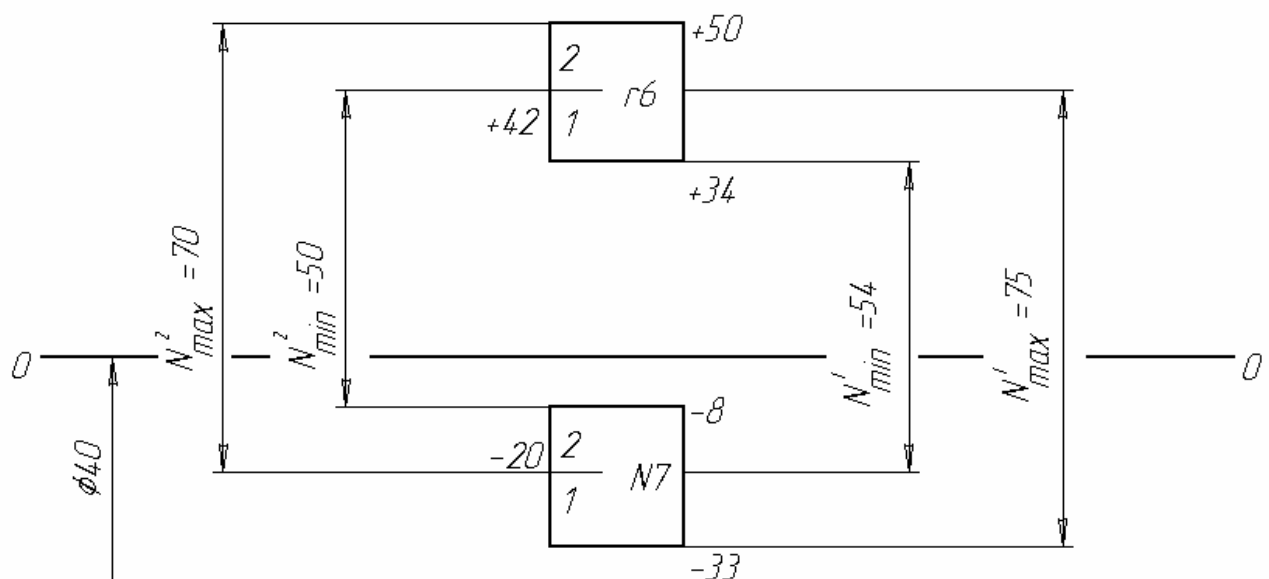 +50
2
r6
+42
1
+34
N²max =70
N²min =50
N'min =54
N'max =75
0
0
-8
2
-20
N7
1
-33
ϕ40